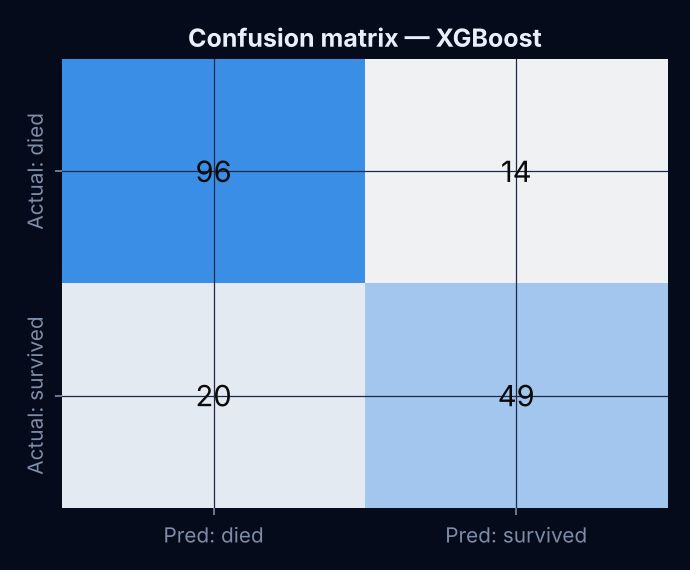 Confusion matrix — XGBoost
Actual: died
96
14
Actual: survived
20
49
Pred: died
Pred: survived